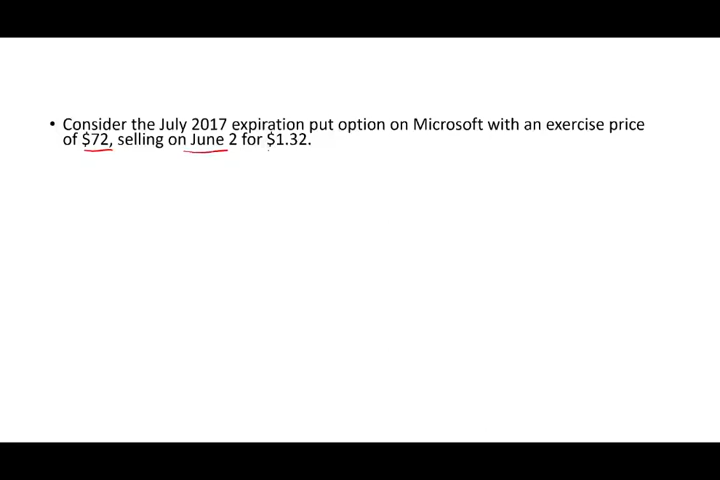 • Consider the July 2017 expiration put option on Microsoft with an exercise price
of $72, selling on June 2 for $1.32.